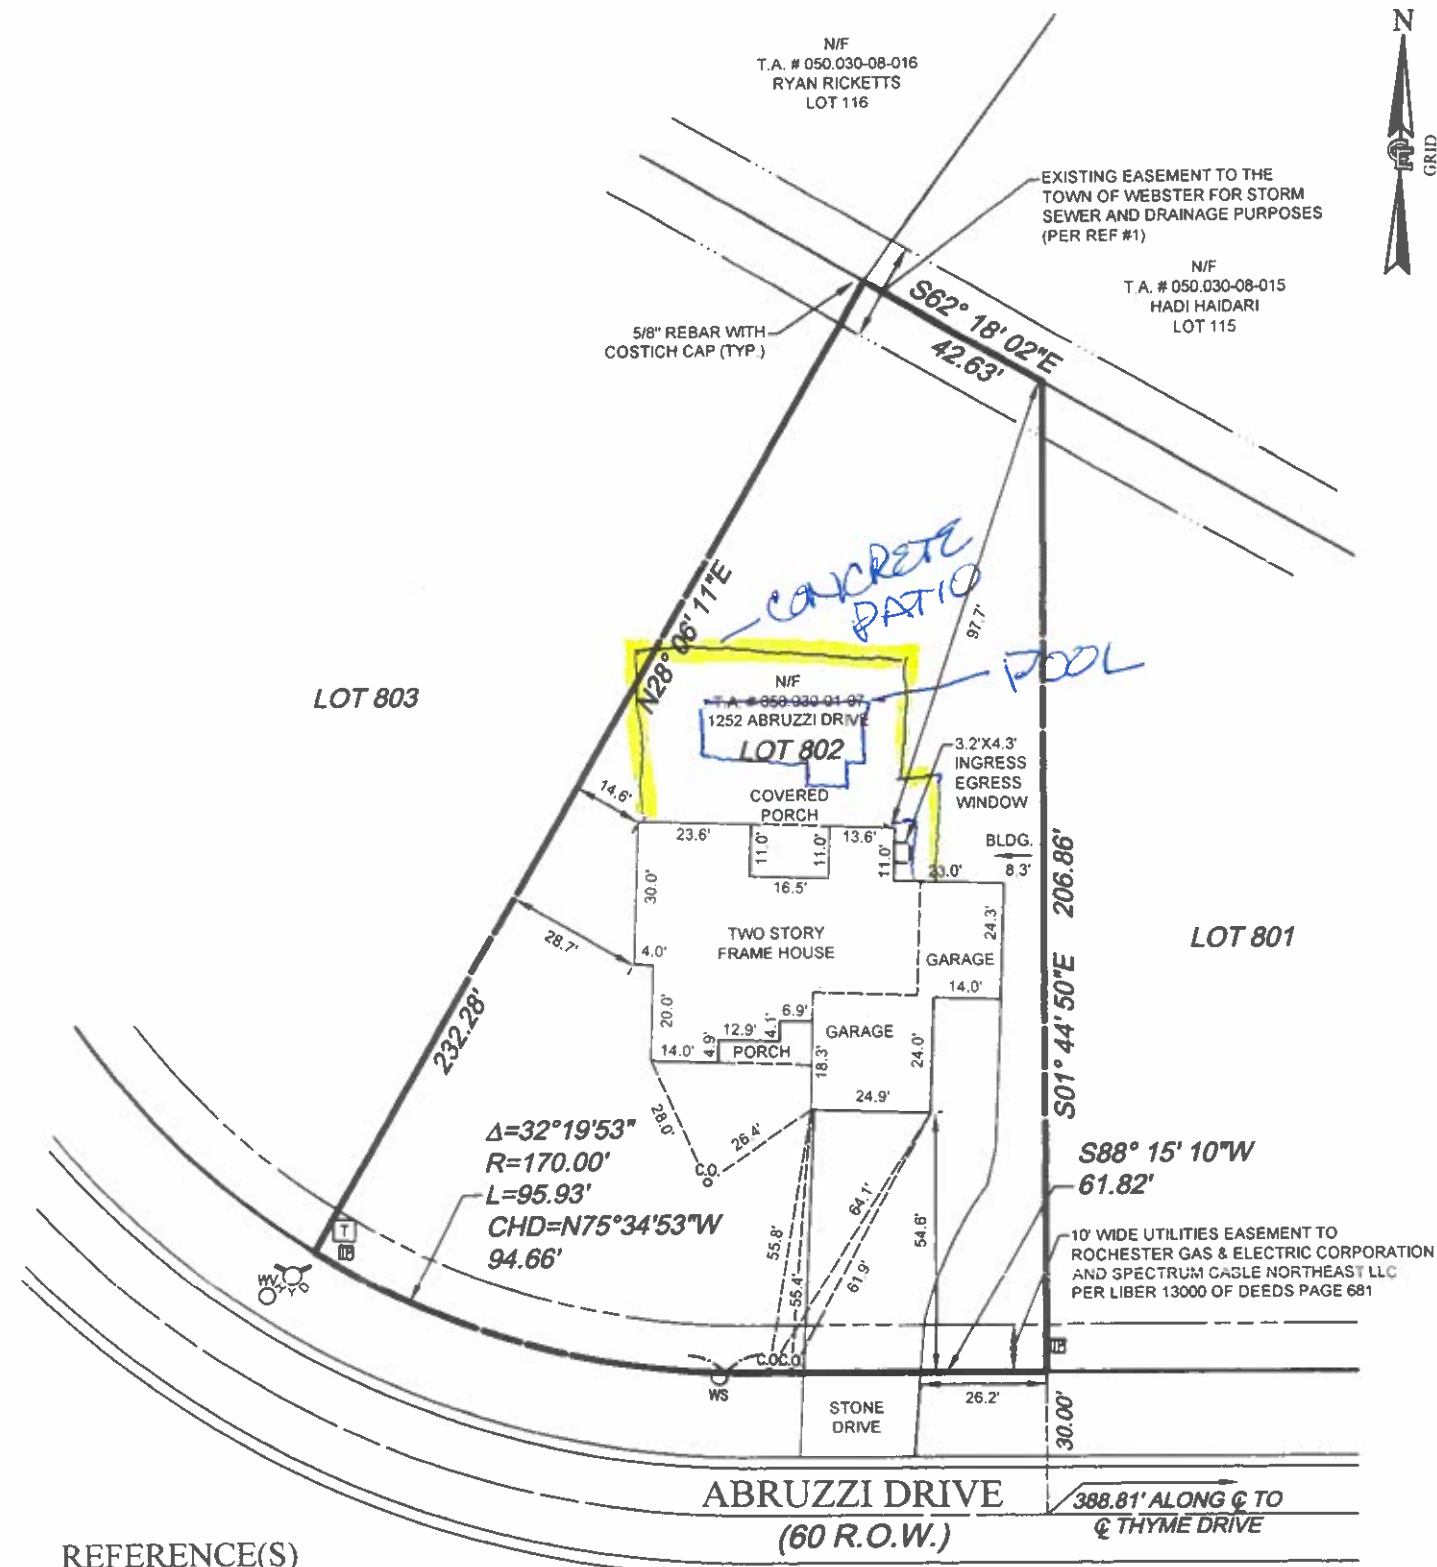 N/F
T.A. # 050.030-08-016
RYAN RICKETTS
LOT 116
N
GRID
EXISTING EASEMENT TO THE
TOWN OF WEBSTER FOR STORM
SEWER AND DRAINAGE PURPOSES
(PER REF #1)
N/F
T.A. # 050.030-08-015
HADI HAIDARI
LOT 115
5/8" REBAR WITH
COSTICH CAP (TYP.)
S62° 18' 02"E
42.63'
CONCRETE
PATIO
97.7'
N28° 06' 11"E
232.28'
POOL
LOT 803
N/F
T.A. # 050.030-01-07
1252 ABRUZZI DRIVE
LOT 802
3.2'X4.3'
INGRESS
EGRESS
WINDOW
14.6'
COVERED
PORCH
23.6'
11.0'
11.0'
13.6'
11.0'
16.5'
23.0'
BLDG.
8.3'
S01° 44' 50"E 206.86'
30.0'
28.7'
4.0'
TWO STORY
FRAME HOUSE
24.3'
GARAGE
14.0'
LOT 801
20.0'
6.9'
12.9'
4.1'
14.0'
4.9'
PORCH
GARAGE
18.3'
24.0'
24.9'
28.0'
26.4'
C.O.
Δ=32°19'53"
R=170.00'
L=95.93'
CHD=N75°34'53"W
94.66'
S88° 15' 10"W
61.82'
64.1'
55.8'
55.4'
61.9'
54.6'
10' WIDE UTILITIES EASEMENT TO
ROCHESTER GAS & ELECTRIC CORPORATION
AND SPECTRUM CABLE NORTHEAST LLC
PER LIBER 13000 OF DEEDS PAGE 681
T
WV
HYD
C.O.
C.O.
WS
26.2'
STONE
DRIVE
30.00'
ABRUZZI DRIVE
(60 R.O.W.)
388.81' ALONG ℄ TO
℄ THYME DRIVE
REFERENCE(S)